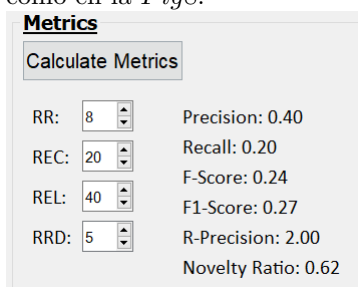 como en la Fig8.
Metrics
Calculate Metrics
RR: 8
REC: 20
REL: 40
RRD: 5
Precision: 0.40
Recall: 0.20
F-Score: 0.24
F1-Score: 0.27
R-Precision: 2.00
Novelty Ratio: 0.62